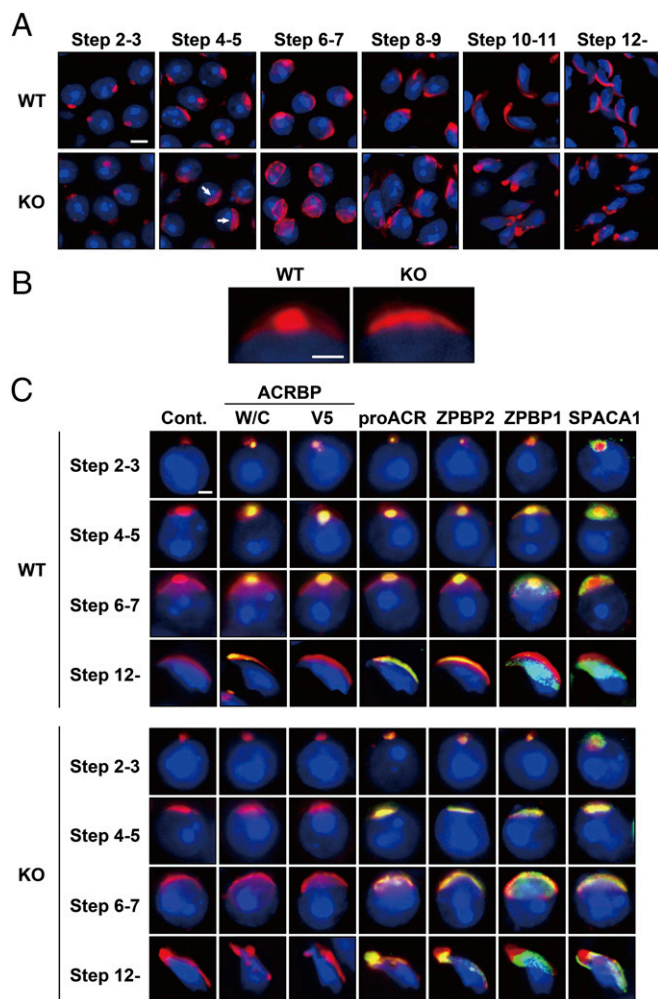 A
Step 2-3 Step 4-5 Step 6-7 Step 8-9 Step 10-11 Step 12-
WT
KO
B
WT KO
C
ACRBP
Cont. W/C V5 proACR ZPBP2 ZPBP1 SPACA1
WT
Step 2-3
Step 4-5
Step 6-7
Step 12-
KO
Step 2-3
Step 4-5
Step 6-7
Step 12-